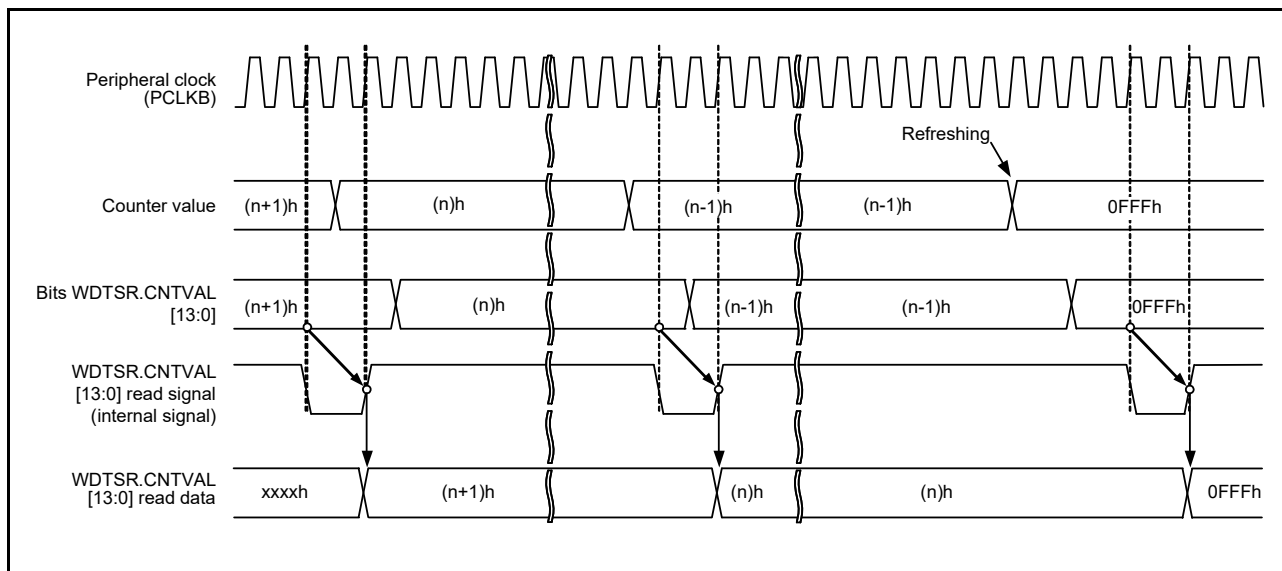 Peripheral clock
(PCLKB)
Refreshing
Counter value
(n+1)h
(n)h
(n-1)h
(n-1)h
0FFFh
Bits WDTSR.CNTVAL
[13:0]
(n+1)h
(n)h
(n-1)h
(n-1)h
0FFFh
WDTSR.CNTVAL
[13:0] read signal
(internal signal)
WDTSR.CNTVAL
[13:0] read data
xxxxh
(n+1)h
(n)h
(n)h
0FFFh